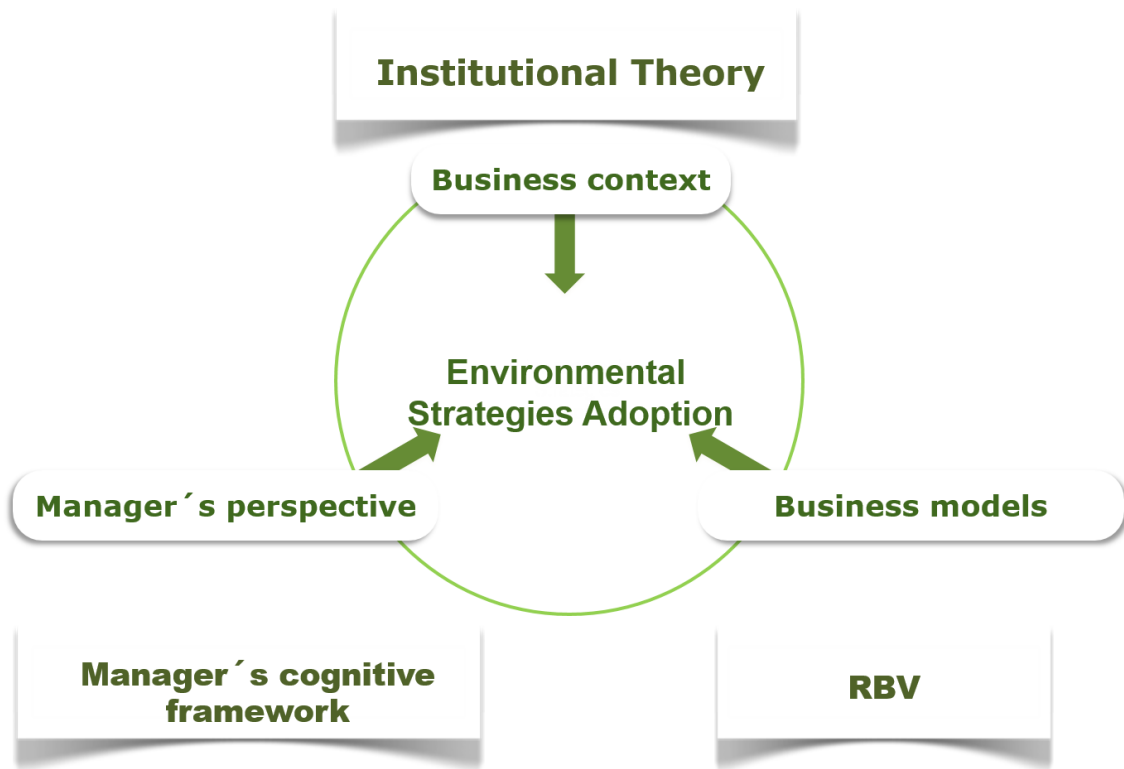 Institutional Theory
Business context
Environmental
Strategies Adoption
Manager´s perspective
Business models
Manager´s cognitive
framework
RBV